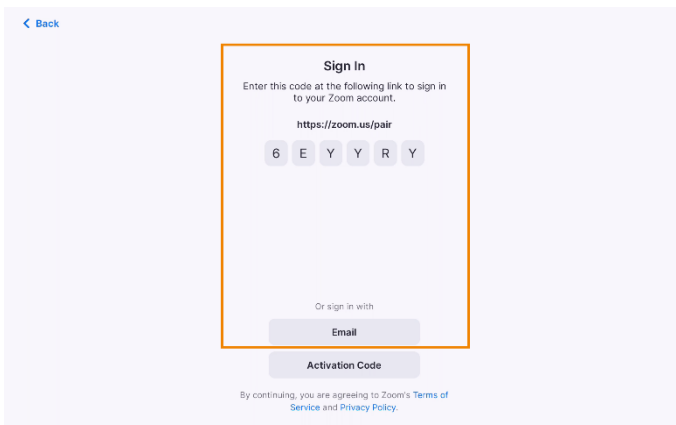 Back
Sign In
Enter this code at the following link to sign in
to your Zoom account.
https://zoom.us/pair
6 E Y Y R Y
Or sign in with
Email
Activation Code
By continuing, you are agreeing to Zoom's Terms of
Service and Privacy Policy.